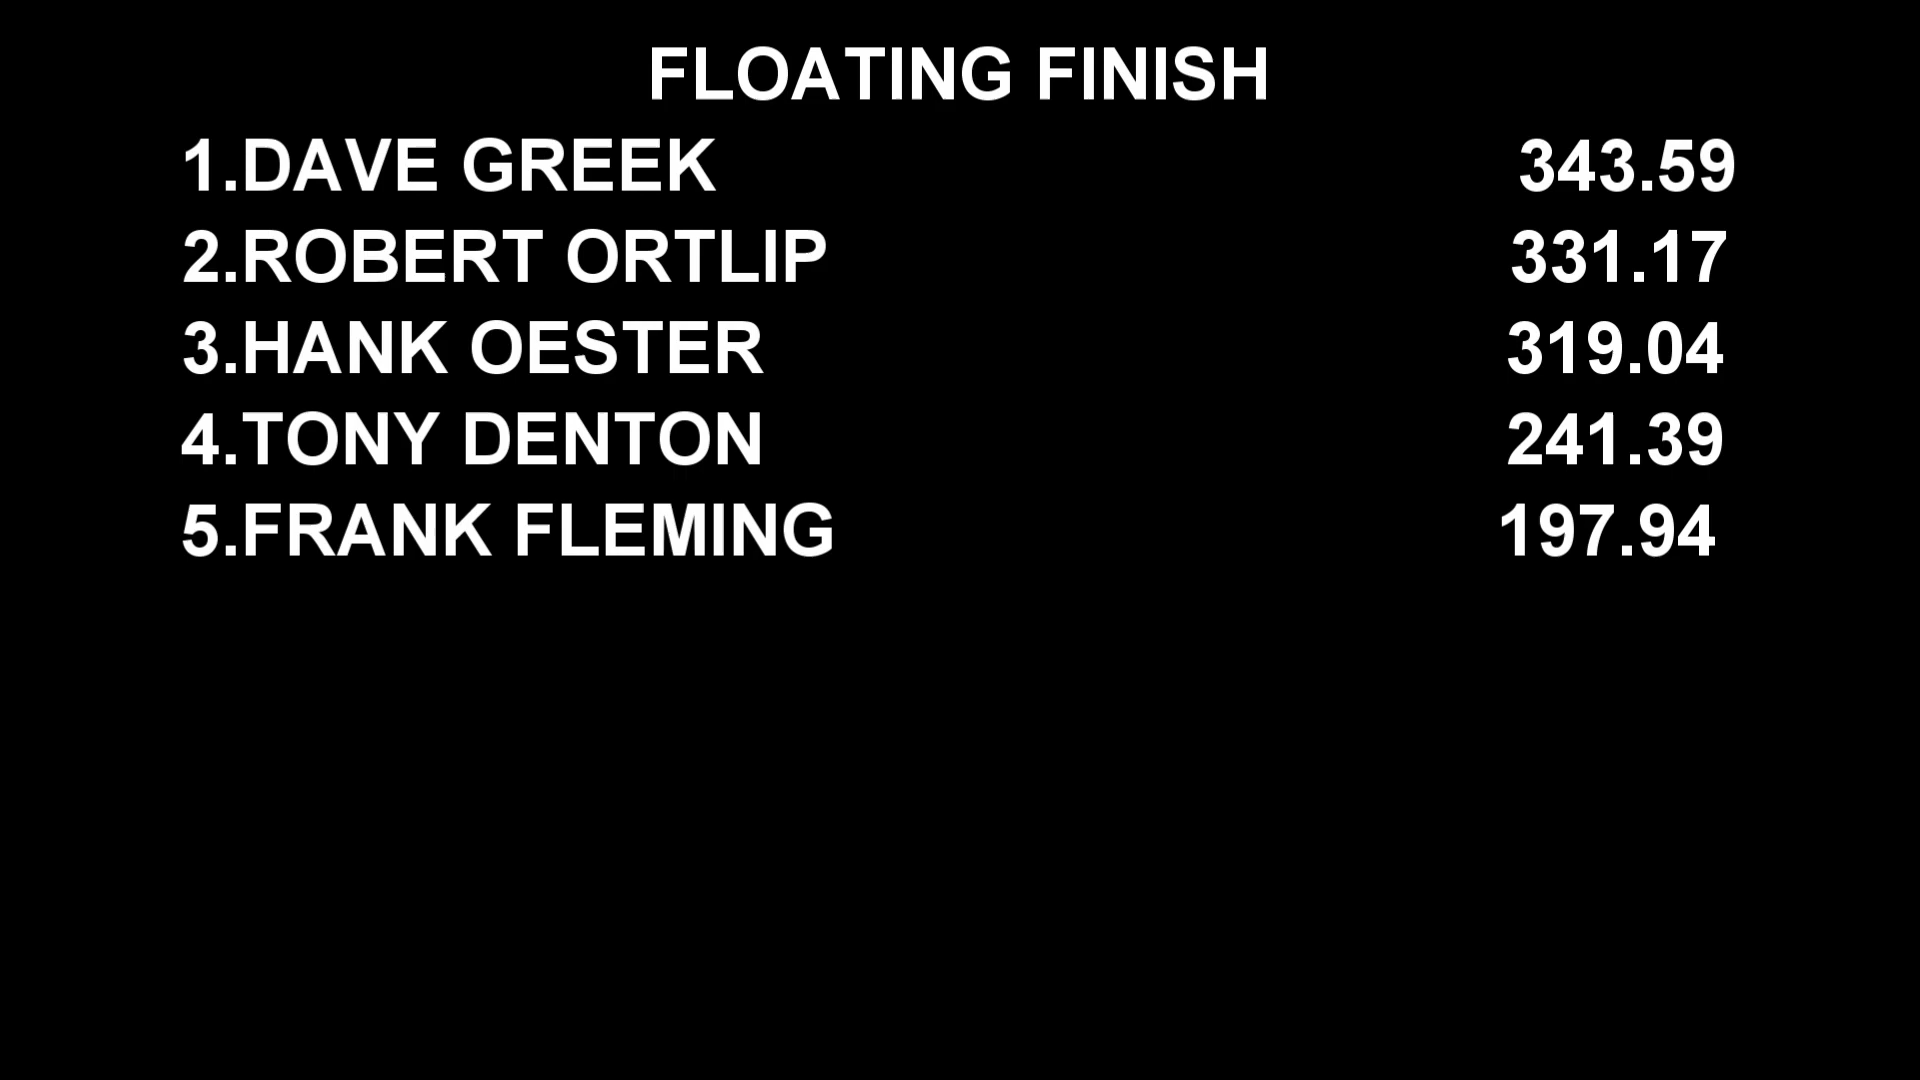 FLOATING FINISH
1.DAVE GREEK 343.59
2.ROBERT ORTLIP 331.17
3.HANK OESTER 319.04
4.TONY DENTON 241.39
5.FRANK FLEMING 197.94